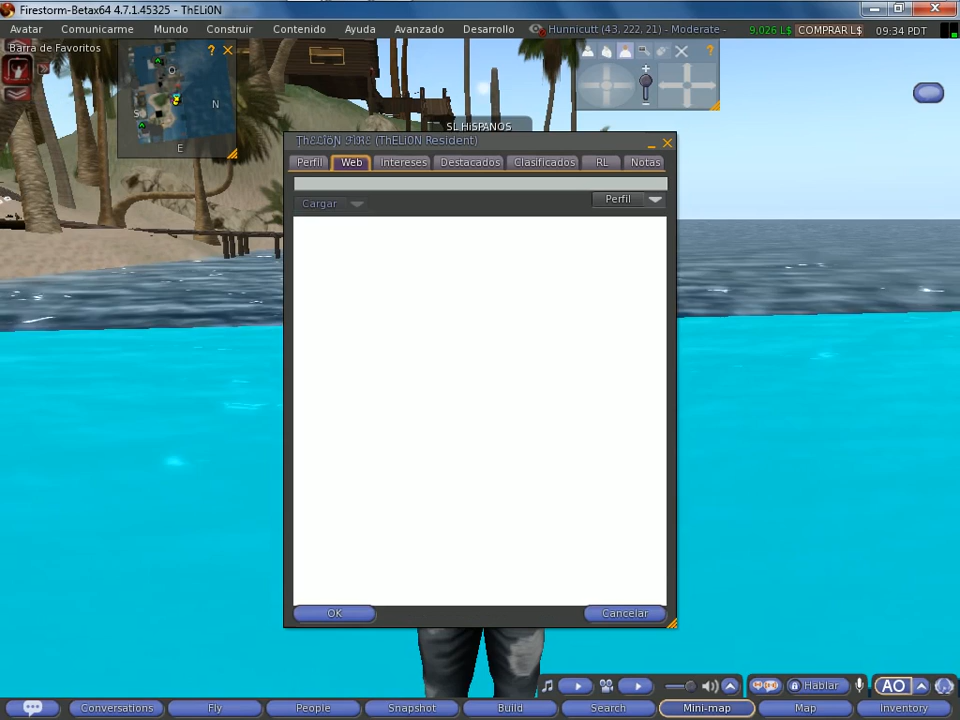 Firestorm-Betax64 4.7.1.45325 - ThELi0N
Avatar Comunicarme Mundo Construir Contenido Ayuda Avanzado Desarrollo Hunnicutt (43, 222, 21) - Moderate - 9,026 L$ COMPRAR L$ 09:34 PDT
Barra de Favoritos
?
?
N
S
E
SL HiSPANOS
(ThELi0N Resident)
Perfil Web Intereses Destacados Clasificados RL Notas
Cargar Perfil
OK Cancelar
Hablar AO
Conversations Fly People Snapshot Build Search Mini-map Map Inventory